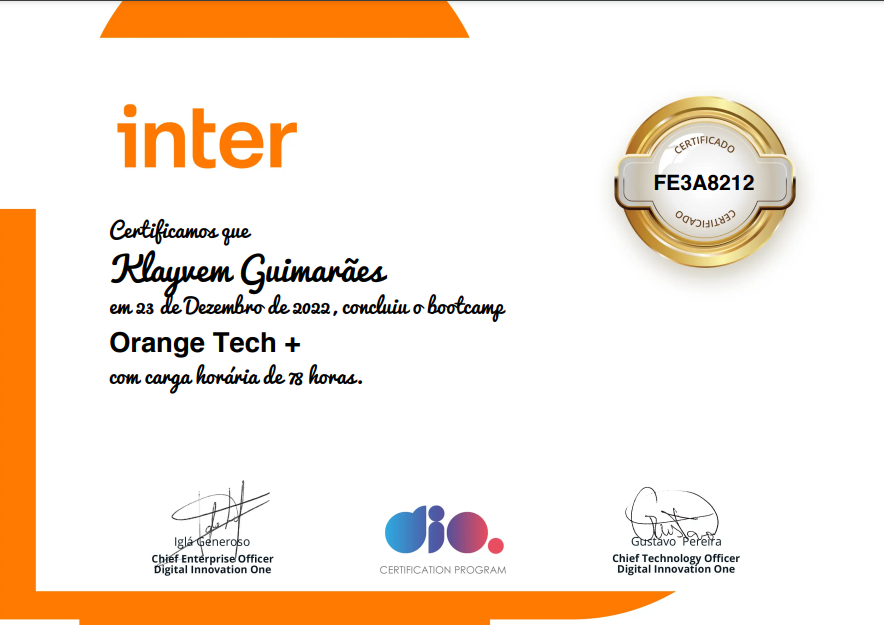 inter
CERTIFICADO
FE3A8212
CERTIFICADO
Certificamos que
Klayvem Guimarães
em 23 de Dezembro de 2022, concluiu o bootcamp
Orange Tech +
com carga horária de 78 horas.
Iglá Generoso
Chief Enterprise Officer
Digital Innovation One
dio.
CERTIFICATION PROGRAM
Gustavo Pereira
Chief Technology Officer
Digital Innovation One